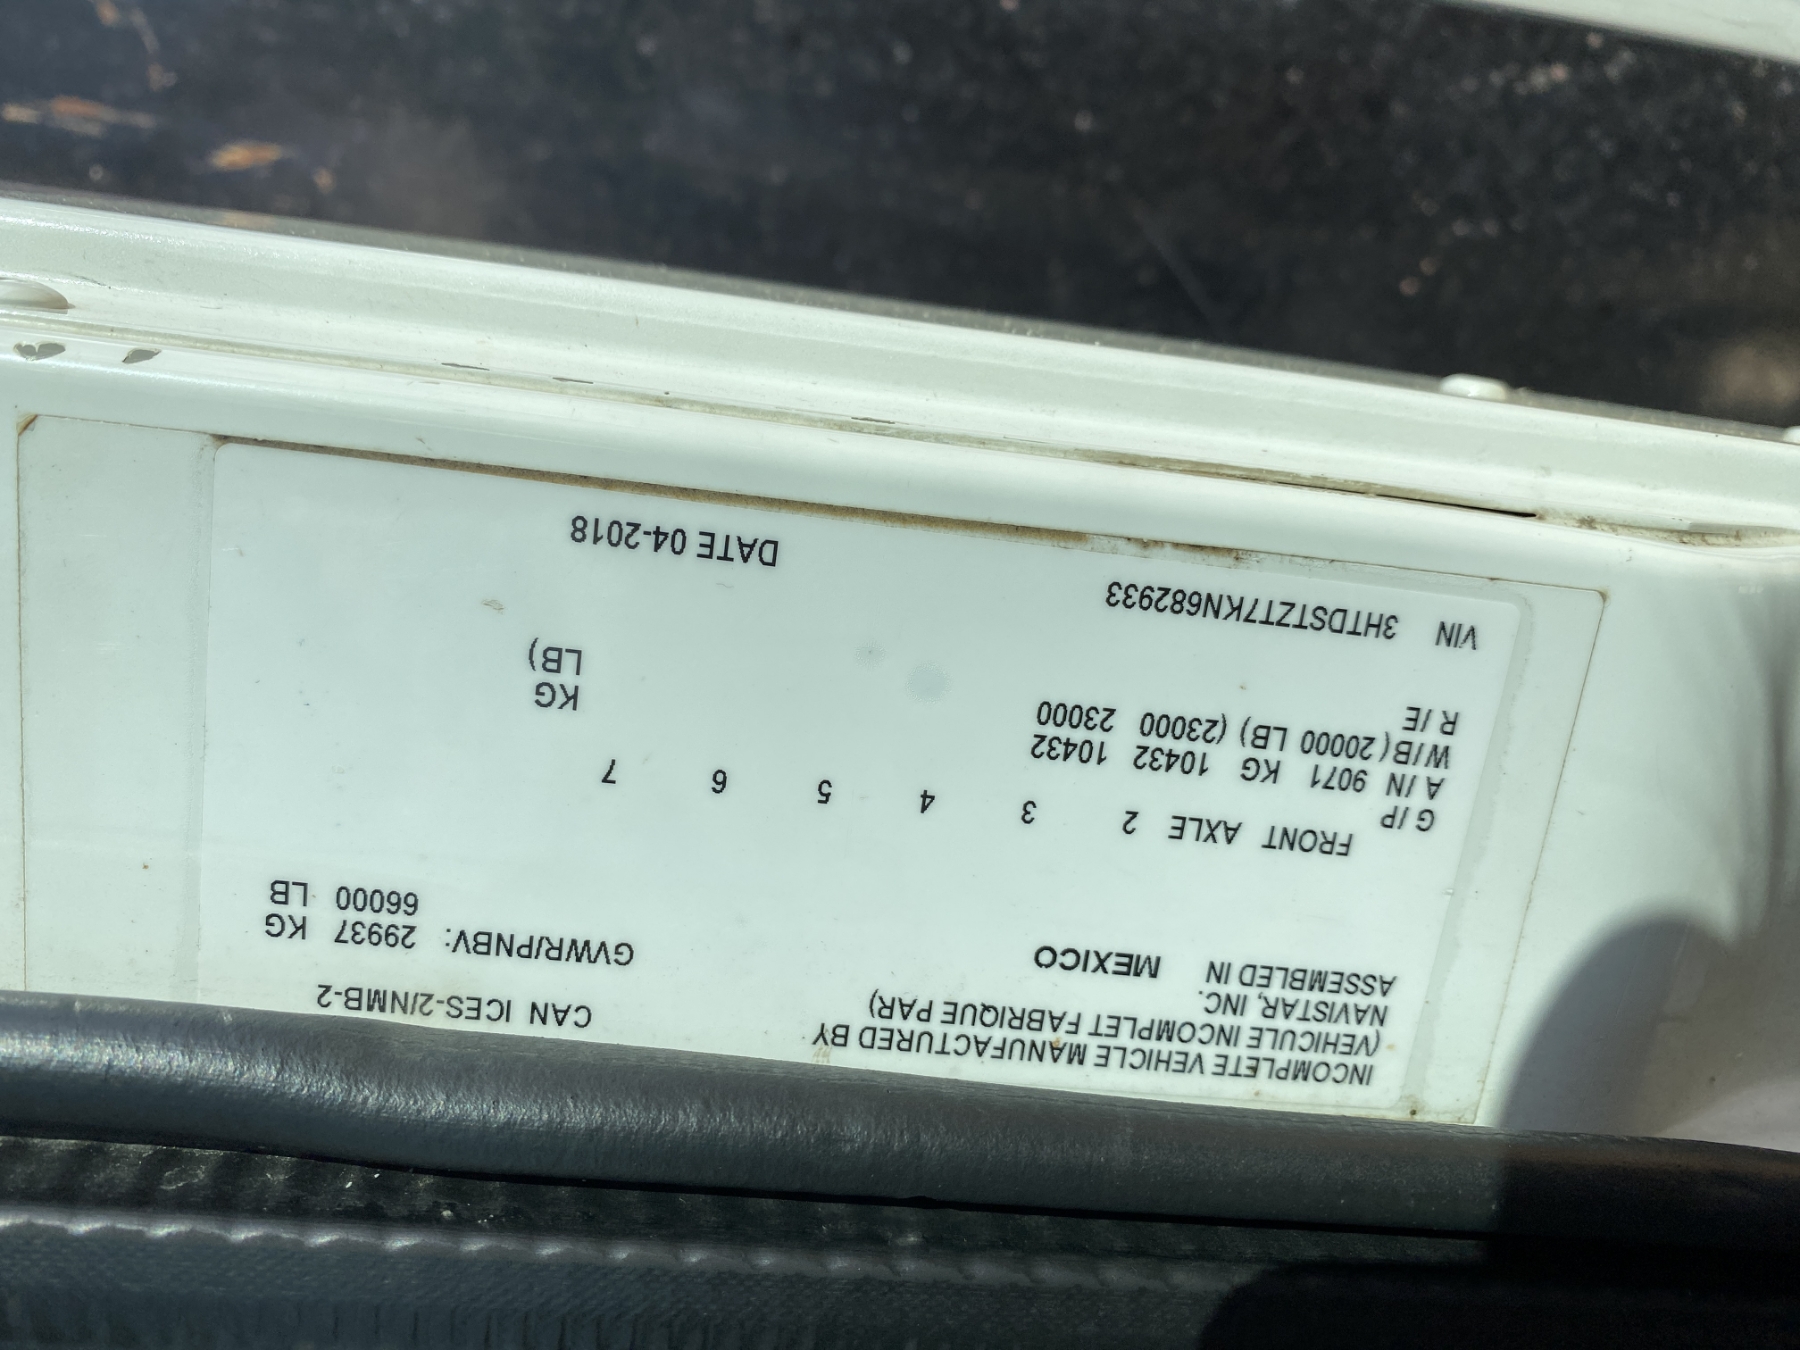 INCOMPLETE VEHICLE MANUFACTURED BY
(VEHICULE INCOMPLET FABRIQUE PAR)
NAVISTAR, INC.
ASSEMBLED IN MEXICO
CAN ICES-2/NMB-2
GVWR/PNBV: 29937 KG
66000 LB
FRONT AXLE 2 3 4 5 6 7
G/P
A/N 9071 KG 10432 10432 KG
W/B (20000 LB) (23000 23000 LB)
R/E
VIN 3HTDSTZT7KN682933 DATE 04-2018